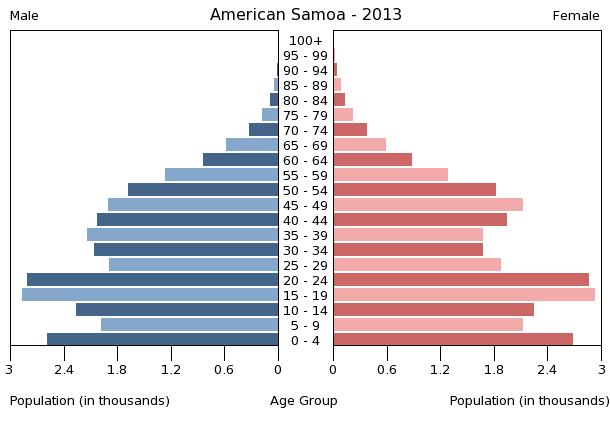 American Samoa - 2013
Male Female
100+
95 - 99
90 - 94
85 - 89
80 - 84
75 - 79
70 - 74
65 - 69
60 - 64
55 - 59
50 - 54
45 - 49
40 - 44
35 - 39
30 - 34
25 - 29
20 - 24
15 - 19
10 - 14
5 - 9
0 - 4
3 2.4 1.8 1.2 0.6 0 0 0.6 1.2 1.8 2.4 3
Population (in thousands) Age Group Population (in thousands)